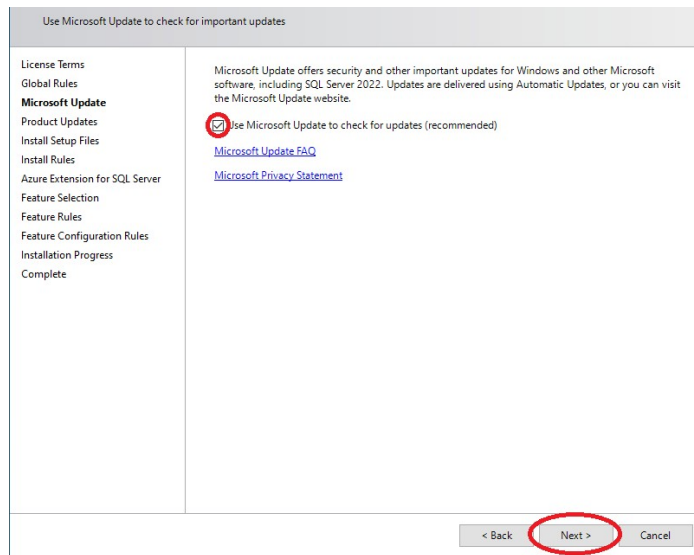 Use Microsoft Update to check for important updates
License Terms
Global Rules
Microsoft Update
Product Updates
Install Setup Files
Install Rules
Azure Extension for SQL Server
Feature Selection
Feature Rules
Feature Configuration Rules
Installation Progress
Complete
Microsoft Update offers security and other important updates for Windows and other Microsoft
software, including SQL Server 2022. Updates are delivered using Automatic Updates, or you can visit
the Microsoft Update website.
Use Microsoft Update to check for updates (recommended)
Microsoft Update FAQ
Microsoft Privacy Statement
< Back
Next >
Cancel